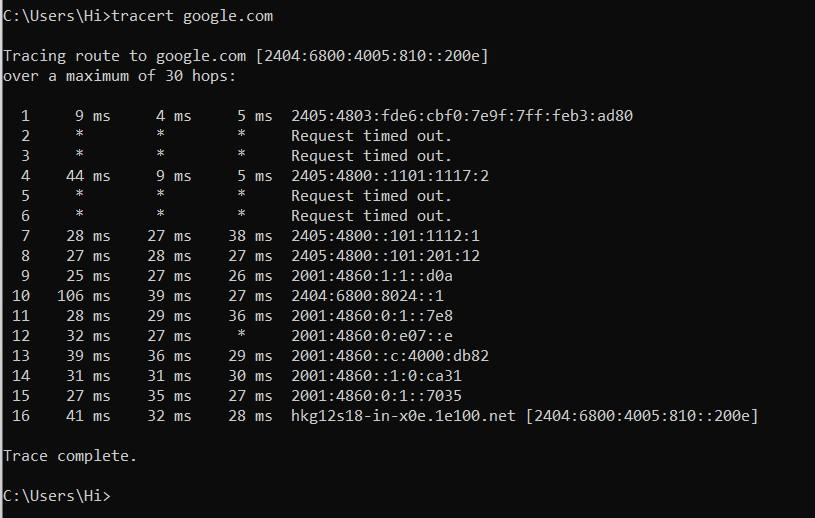 C:\Users\Hi>tracert google.com
Tracing route to google.com [2404:6800:4005:810::200e]
over a maximum of 30 hops:
1 9 ms 4 ms 5 ms 2405:4803:fde6:cbf0:7e9f:7ff:feb3:ad80
2 * * * Request timed out.
3 * * * Request timed out.
4 44 ms 9 ms 5 ms 2405:4800::1101:1117:2
5 * * * Request timed out.
6 * * * Request timed out.
7 28 ms 27 ms 38 ms 2405:4800::101:1112:1
8 27 ms 28 ms 27 ms 2405:4800::101:201:12
9 25 ms 27 ms 26 ms 2001:4860:1:1::d0a
10 106 ms 39 ms 27 ms 2404:6800:8024::1
11 28 ms 29 ms 36 ms 2001:4860:0:1::7e8
12 32 ms 27 ms * 2001:4860:0:e07::e
13 39 ms 36 ms 29 ms 2001:4860::c:4000:db82
14 31 ms 31 ms 30 ms 2001:4860::1:0:ca31
15 27 ms 35 ms 27 ms 2001:4860:0:1::7035
16 41 ms 32 ms 28 ms hkg12s18-in-x0e.1e100.net [2404:6800:4005:810::200e]
Trace complete.
C:\Users\Hi>